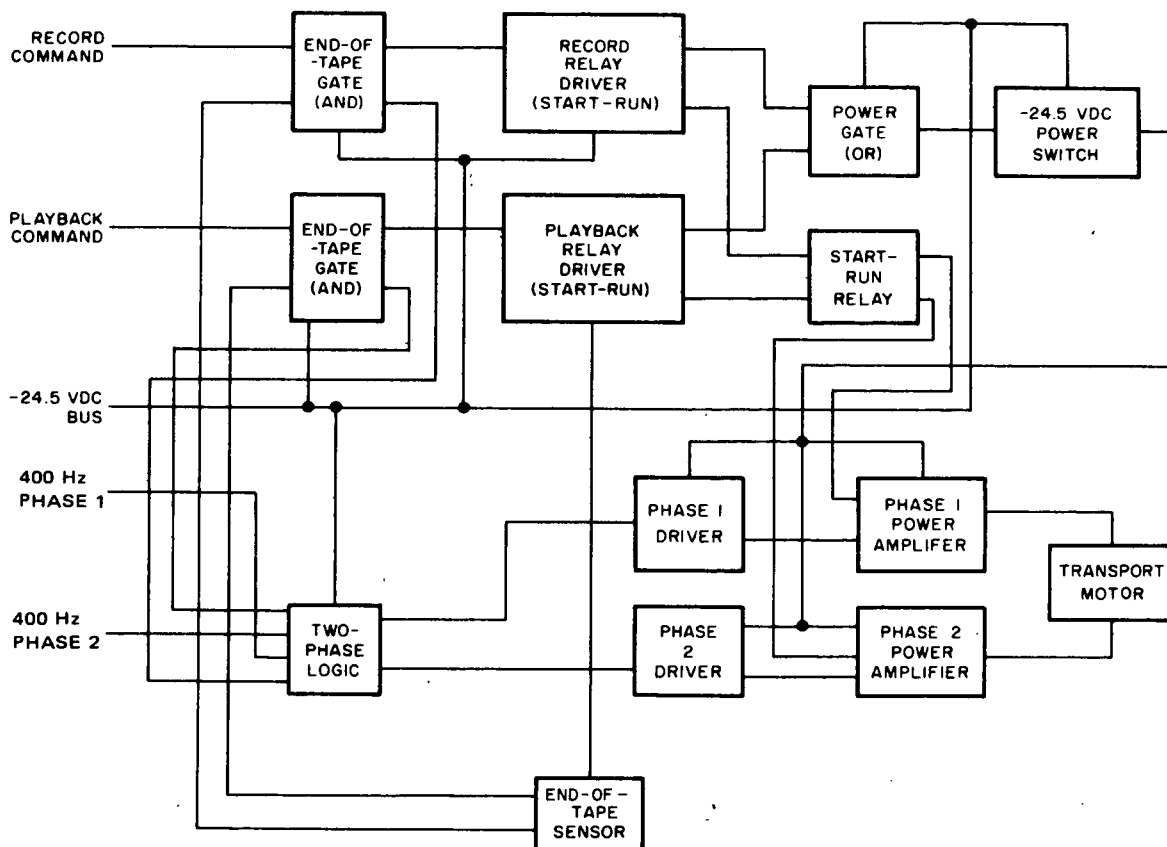 RECORD
COMMAND
END-OF
-TAPE
GATE
(AND)
RECORD
RELAY
DRIVER
(START-RUN)
POWER
GATE
(OR)
-24.5 VDC
POWER
SWITCH
PLAYBACK
COMMAND
END-OF
-TAPE
GATE
(AND)
PLAYBACK
RELAY
DRIVER
(START-RUN)
START-
RUN
RELAY
-24.5 VDC
BUS
400 Hz
PHASE 1
PHASE 1
DRIVER
PHASE 1
POWER
AMPLIFER
TRANSPORT
MOTOR
400 Hz
PHASE 2
TWO-
PHASE
LOGIC
PHASE
2
DRIVER
PHASE 2
POWER
AMPLIFIER
END-OF-
TAPE
SENSOR